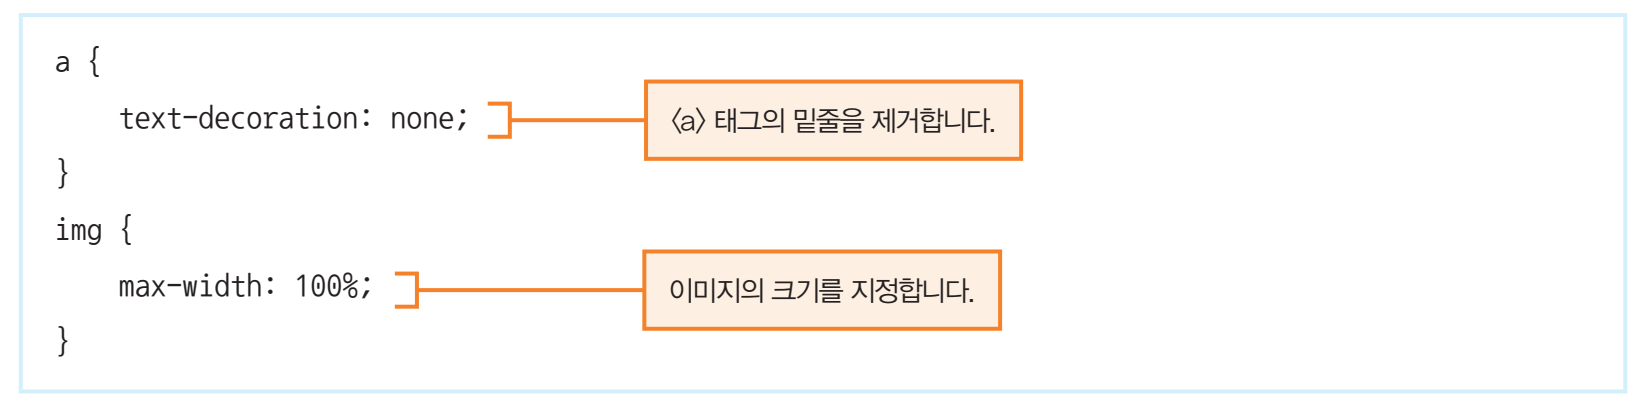 a {
text-decoration: none;
〈a〉 태그의 밑줄을 제거합니다.
}
img {
max-width: 100%;
이미지의 크기를 지정합니다.
}